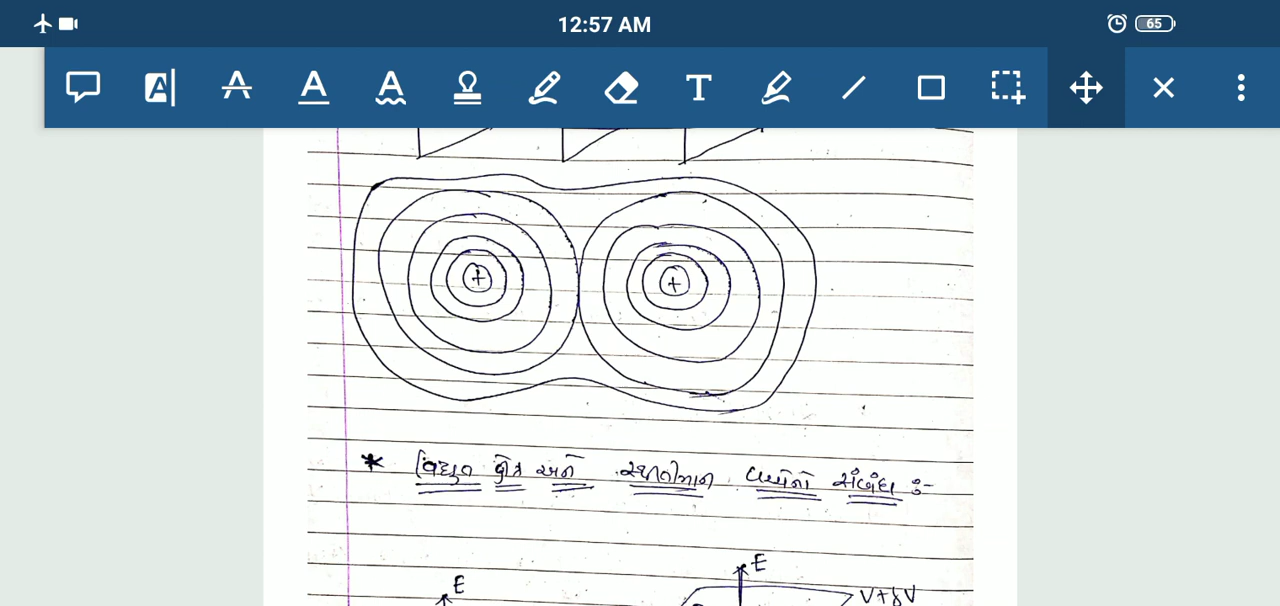 12:57 AM
65
A A A A T
+ +
* વિદ્યુત ક્ષેત્ર અને સ્થિતિમાન વચ્ચેનો સંબંધ :-
E
E
V+δV